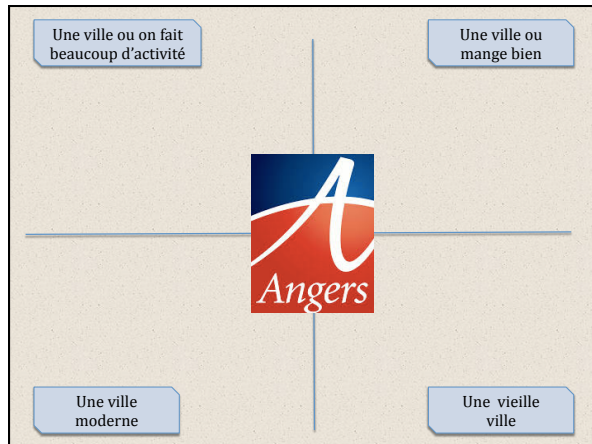 Une ville ou on fait
beaucoup d'activité
Une ville ou
mange bien
Angers
Une ville
moderne
Une vieille
ville